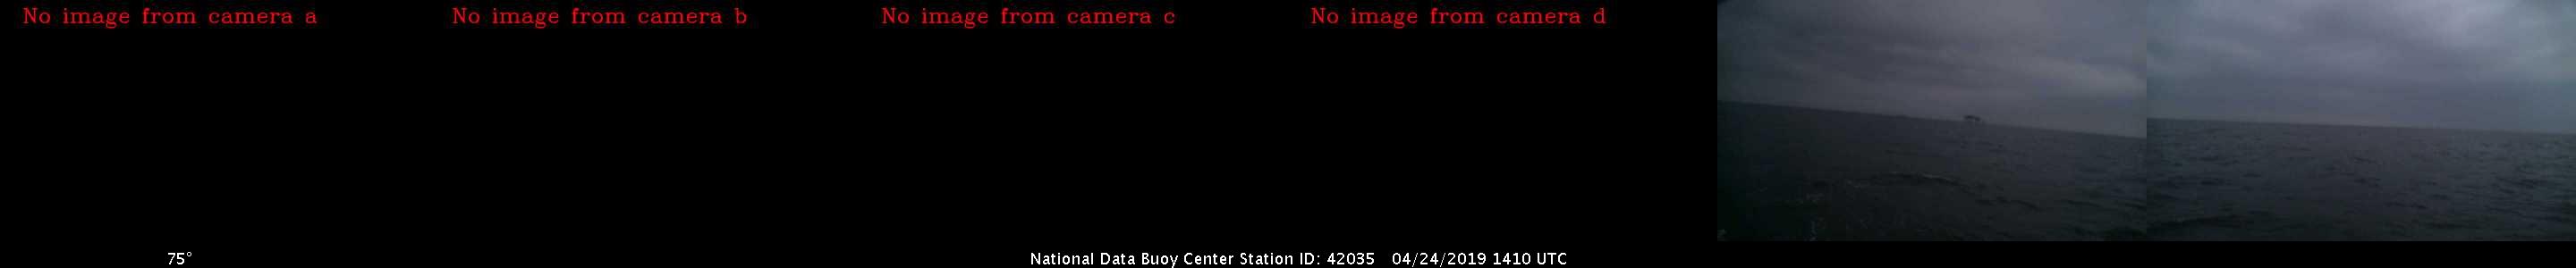 No image from camera a
No image from camera b
No image from camera c
No image from camera d
75°
National Data Buoy Center Station ID: 42035 04/24/2019 1410 UTC